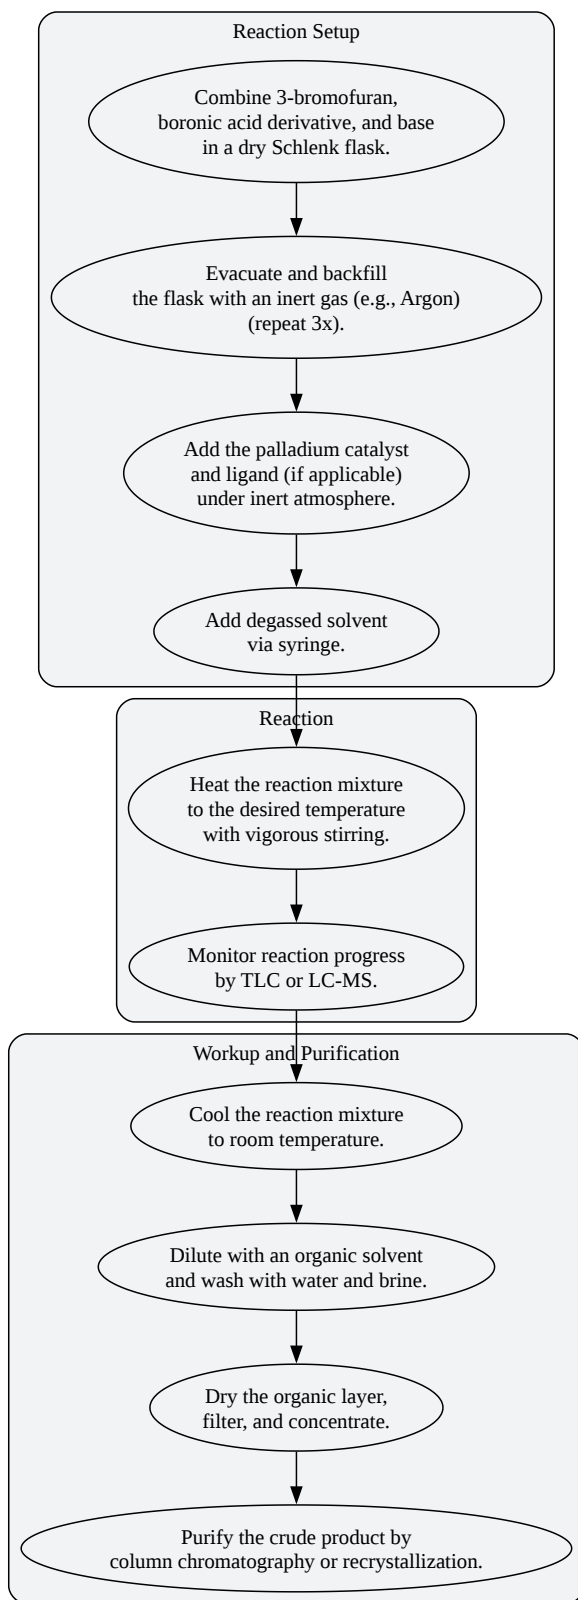 Reaction Setup
Combine 3-bromofuran,
boronic acid derivative, and base
in a dry Schlenk flask.
Evacuate and backfill
the flask with an inert gas (e.g., Argon)
(repeat 3x).
Add the palladium catalyst
and ligand (if applicable)
under inert atmosphere.
Add degassed solvent
via syringe.
Reaction
Heat the reaction mixture
to the desired temperature
with vigorous stirring.
Monitor reaction progress
by TLC or LC-MS.
Workup and Purification
Cool the reaction mixture
to room temperature.
Dilute with an organic solvent
and wash with water and brine.
Dry the organic layer,
filter, and concentrate.
Purify the crude product by
column chromatography or recrystallization.